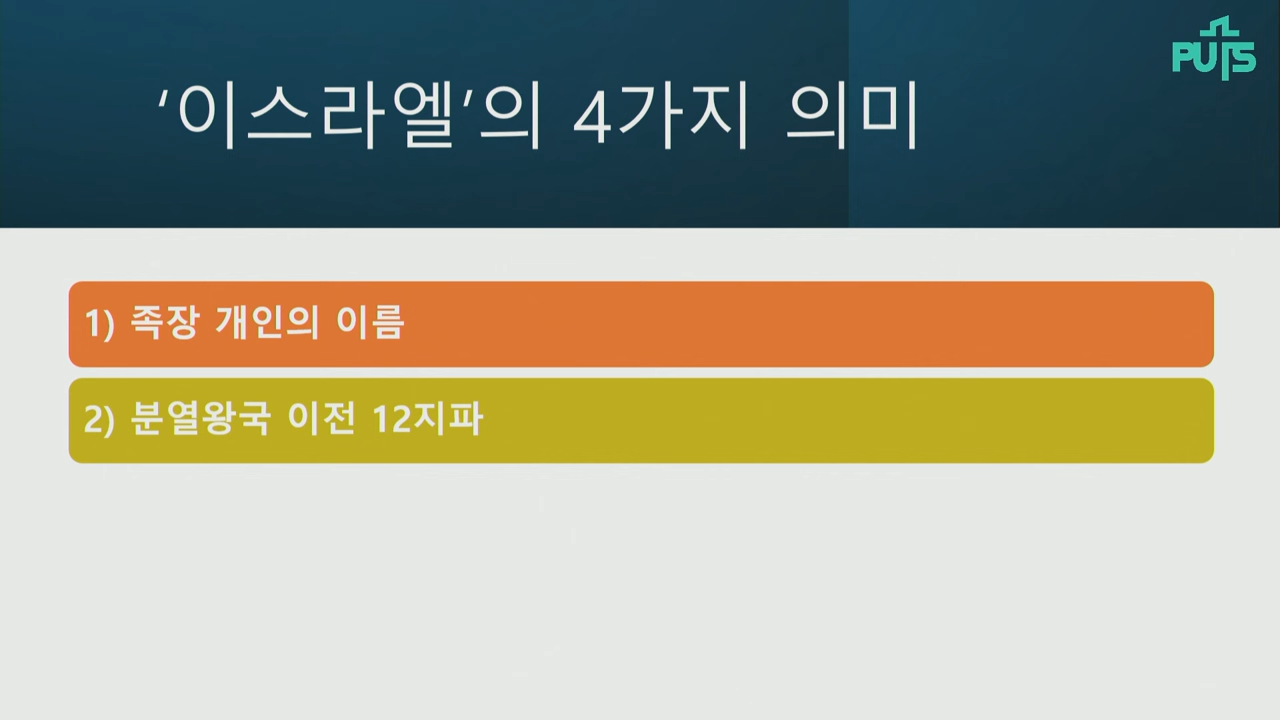 PUTS
‘이스라엘’의 4가지 의미
1) 족장 개인의 이름
2) 분열왕국 이전 12지파